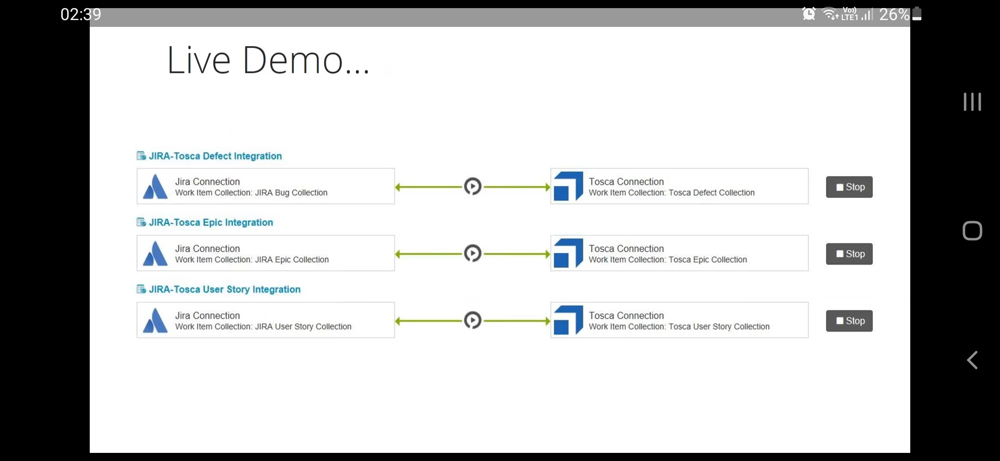 02:39
Vo)) LTE1 26%
Live Demo...
JIRA-Tosca Defect Integration
Jira Connection
Work Item Collection: JIRA Bug Collection
Tosca Connection
Work Item Collection: Tosca Defect Collection
Stop
JIRA-Tosca Epic Integration
Jira Connection
Work Item Collection: JIRA Epic Collection
Tosca Connection
Work Item Collection: Tosca Epic Collection
Stop
JIRA-Tosca User Story Integration
Jira Connection
Work Item Collection: JIRA User Story Collection
Tosca Connection
Work Item Collection: Tosca User Story Collection
Stop